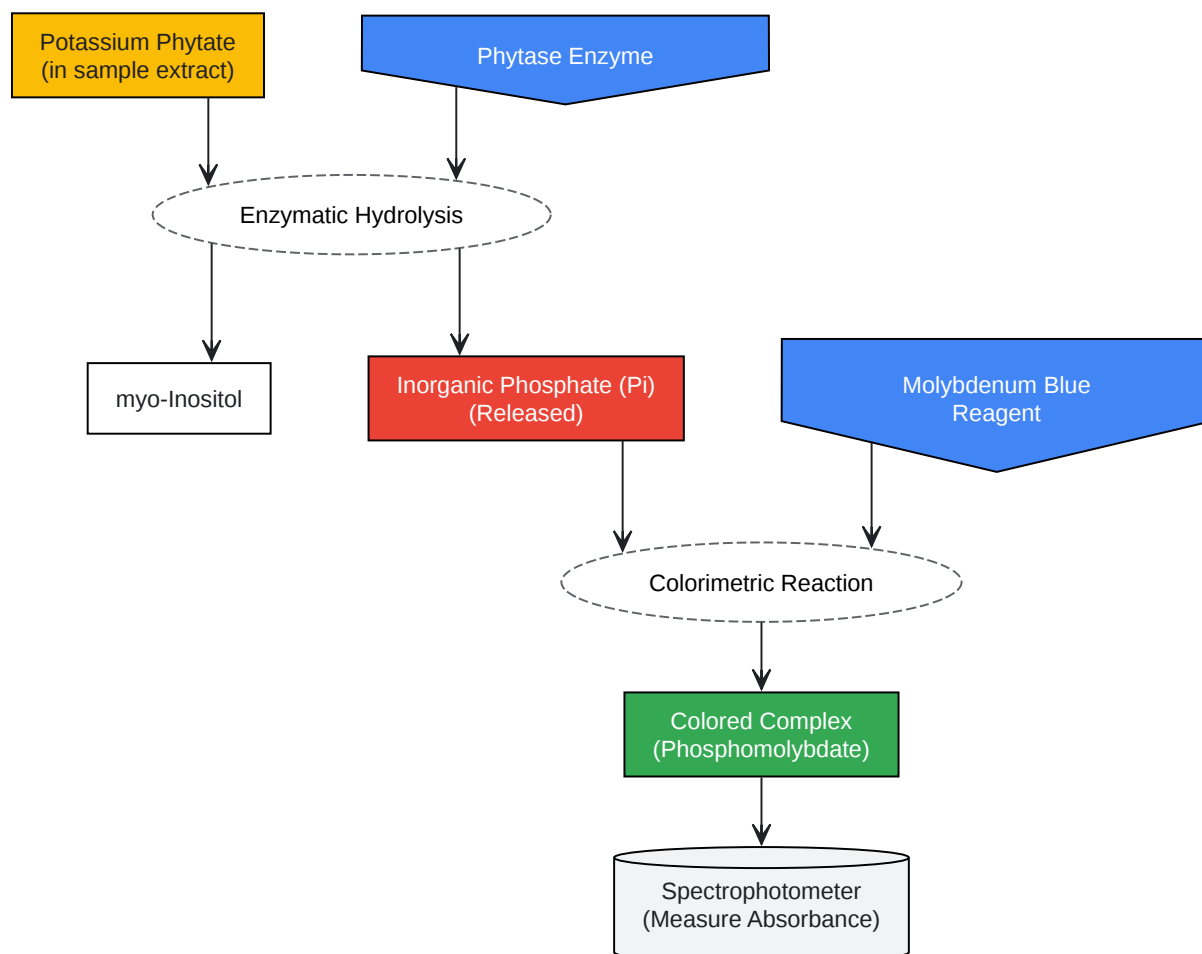 Potassium Phytate
(in sample extract)
Phytase Enzyme
Enzymatic Hydrolysis
myo-Inositol
Inorganic Phosphate (Pi)
(Released)
Molybdenum Blue
Reagent
Colorimetric Reaction
Colored Complex
(Phosphomolybdate)
Spectrophotometer
(Measure Absorbance)